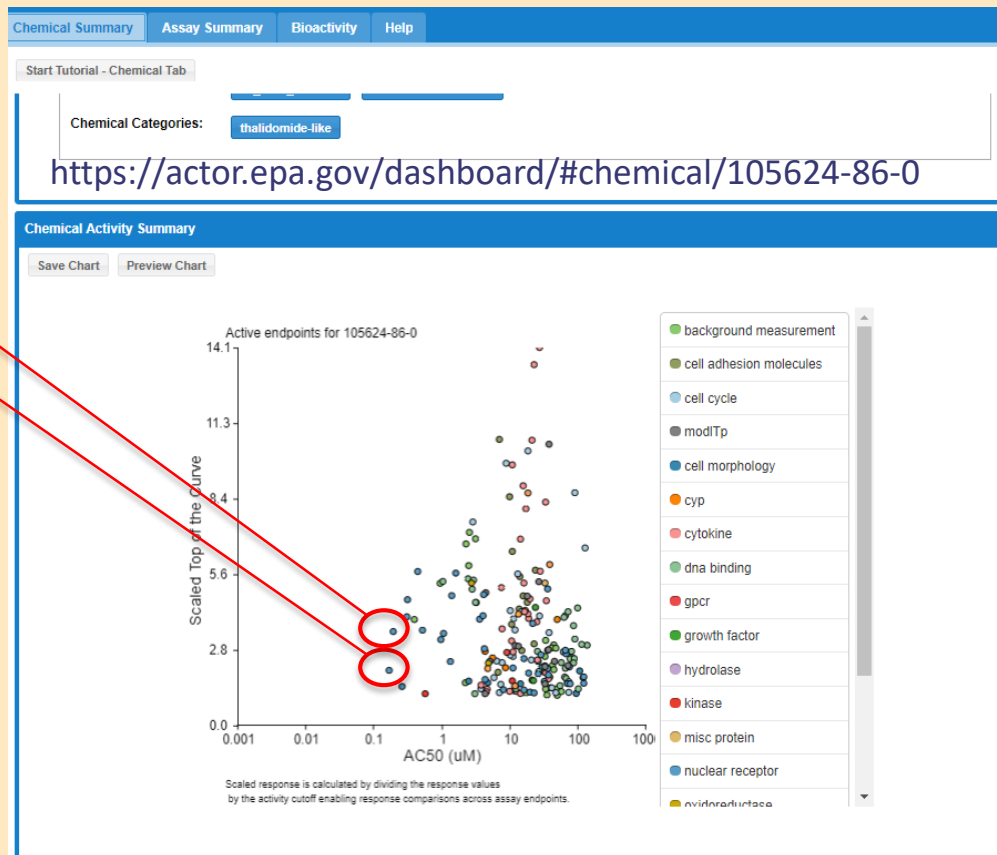 Chemical Summary Assay Summary Bioactivity Help
Start Tutorial - Chemical Tab
Chemical Categories: thalidomide-like
https://actor.epa.gov/dashboard/#chemical/105624-86-0
Chemical Activity Summary
Save Chart Preview Chart
Active endpoints for 105624-86-0
14.1
11.3
8.4
5.6
2.8
0.0
Scaled Top of the Curve
0.001 0.01 0.1 1 10 100
AC50 (uM)
Scaled response is calculated by dividing the response values
by the activity cutoff enabling response comparisons across assay endpoints.
background measurement
cell adhesion molecules
cell cycle
modlTp
cell morphology
cyp
cytokine
dna binding
gpcr
growth factor
hydrolase
kinase
misc protein
nuclear receptor
oxidoreductase